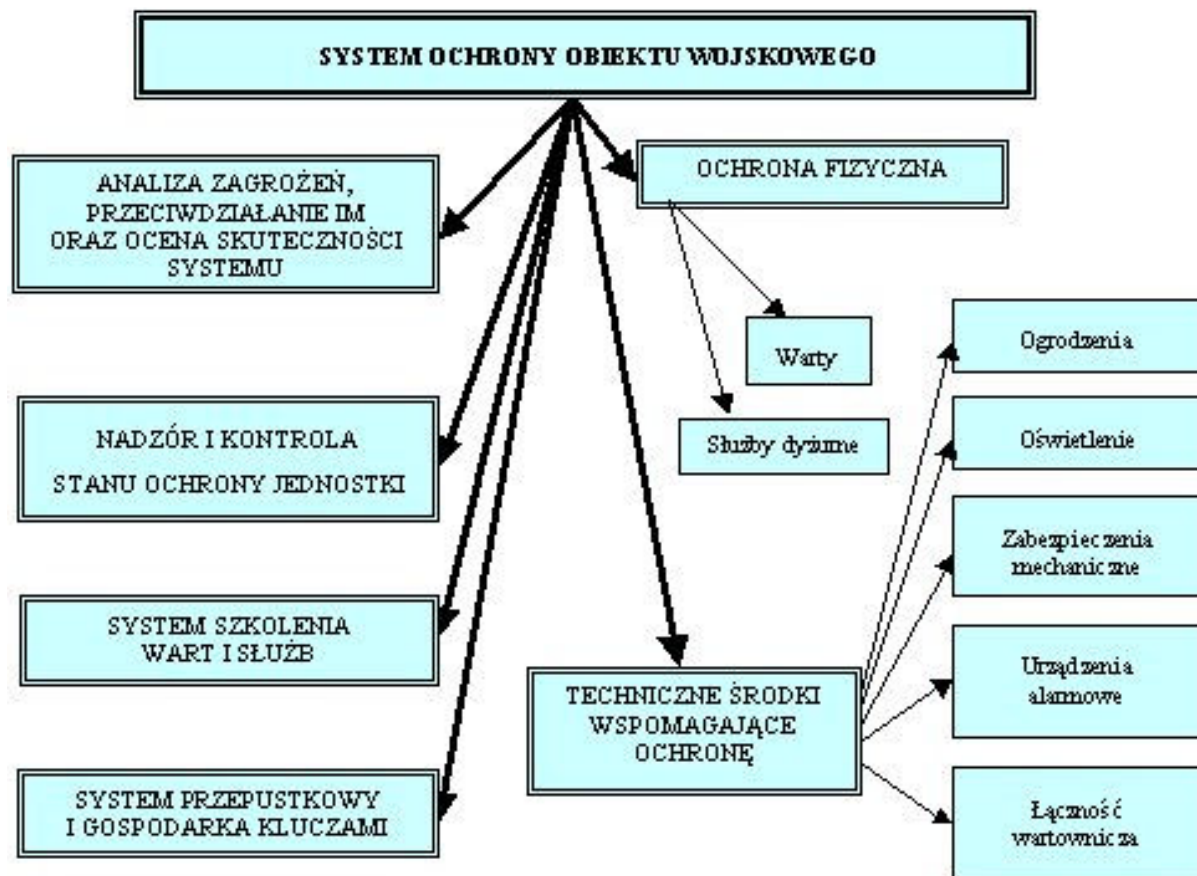 SYSTEM OCHRONY OBIEKTU WOJSKOWEGO
ANALIZA ZAGROŻEŃ,
PRZECIWDZIAŁANIE IM
ORAZ OCENA SKUTECZNOŚCI
SYSTEMU
OCHRONA FIZYCZNA
Warty
Służby dyżurne
NADZÓR I KONTROLA
STANU OCHRONY JEDNOSTKI
SYSTEM SZKOLENIA
WART I SŁUŻB
SYSTEM PRZEPUSTKOWY
I GOSPODARKA KLUCZAMI
TECHNICZNE ŚRODKI
WSPOMAGAJĄCE
OCHRONĘ
Ogrodzenia
Oświetlenie
Zabezpieczenia
mechaniczne
Urządzenia
alarmowe
Łączność
wartownicza